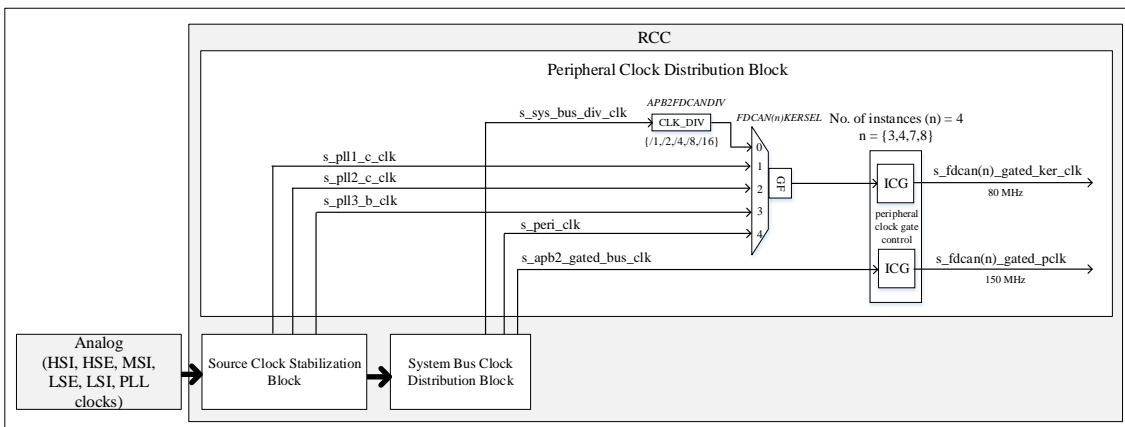 RCC
Peripheral Clock Distribution Block
APB2FDCANDIV
s_sys_bus_div_clk
CLK_DIV
{/1,/2,/4,/8,/16}
FDCAN(n)KERSEL
No. of instances (n) = 4
n = {3,4,7,8}
0
s_pll1_c_clk
1
s_pll2_c_clk
2
s_pll3_b_clk
3
s_peri_clk
4
GF
ICG
s_fdcan(n)_gated_ker_clk
80 MHz
peripheral
clock gate
control
s_apb2_gated_bus_clk
ICG
s_fdcan(n)_gated_pclk
150 MHz
Analog
(HSI, HSE, MSI,
LSE, LSI, PLL
clocks)
Source Clock Stabilization
Block
System Bus Clock
Distribution Block